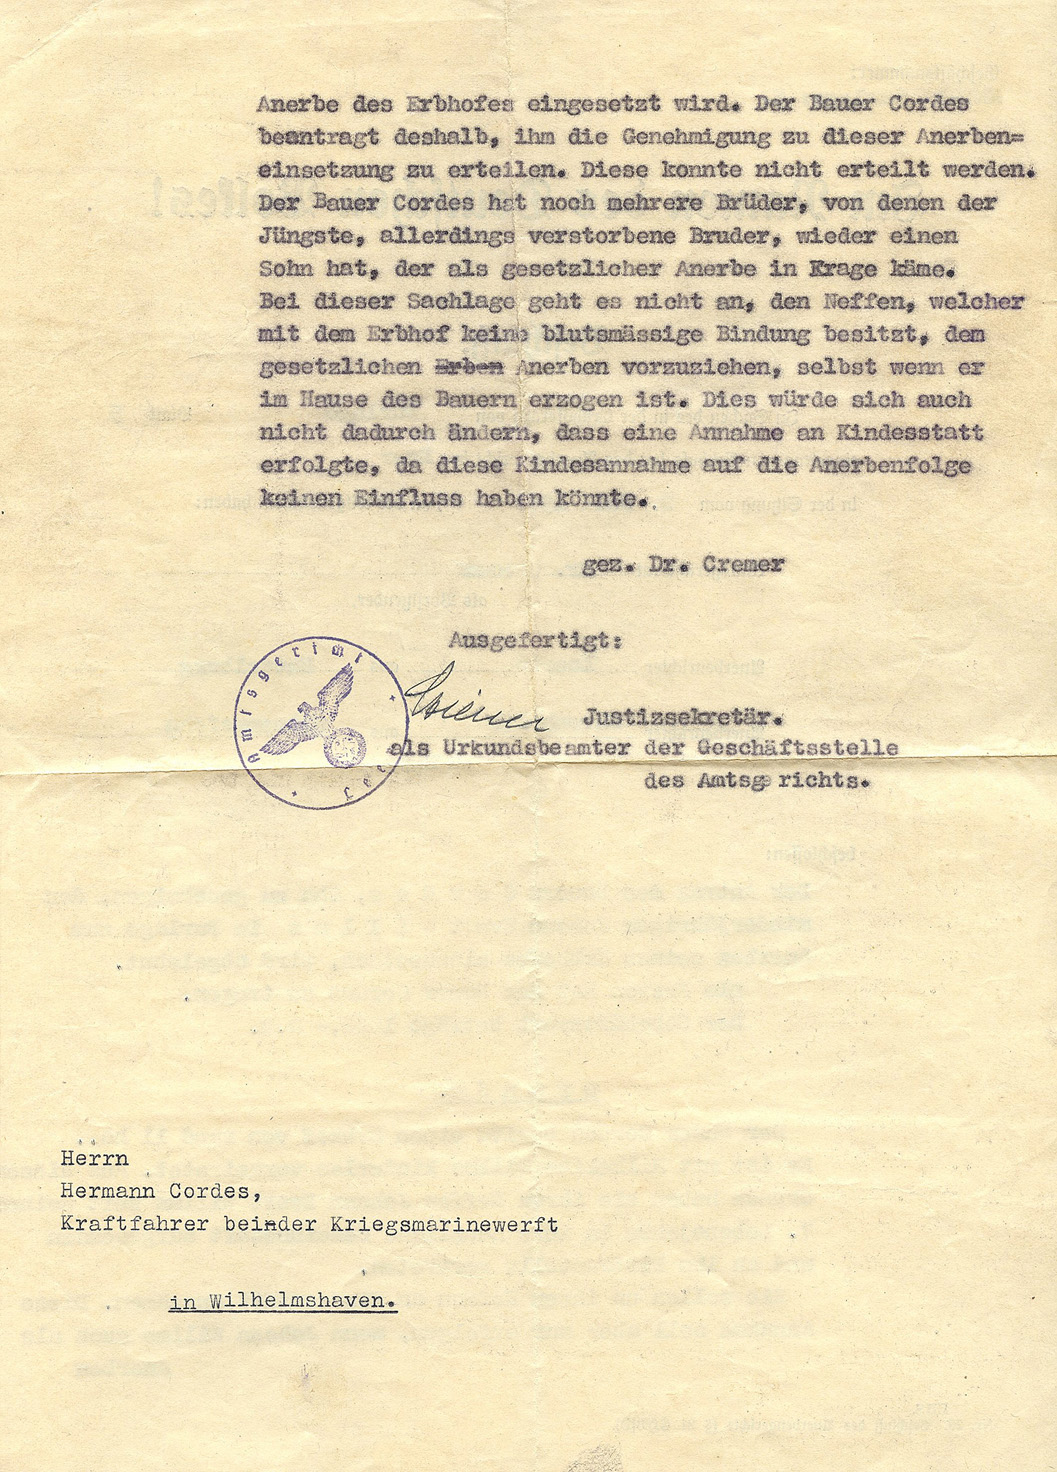 Anerbe des Erbhofes eingesetzt wird. Der Bauer Cordes
beantragt deshalb, ihm die Genehmigung zu dieser Anerben=
einsetzung zu erteilen. Diese konnte nicht erteilt werden.
Der Bauer Cordes hat noch mehrere Brüder, von denen der
Jüngste, allerdings verstorbene Bruder, wieder einen
Sohn hat, der als gesetzlicher Anerbe in Frage käme.
Bei dieser Sachlage geht es nicht an, den Neffen, welcher
mit dem Erbhof keine blutsmässige Bindung besitzt, dem
gesetzlichen Erben Anerben vorzuziehen, selbst wenn er
im Hause des Bauern erzogen ist. Dies würde sich auch
nicht dadurch ändern, dass eine Annahme an Kindesstatt
erfolgte, da diese Kindesannahme auf die Anerbenfolge
keinen Einfluss haben könnte.
gez. Dr. Cremer
Ausgefertigt:
Amtsgericht
Justizsekretär.
als Urkundsbeamter der Geschäftsstelle
des Amtsgerichts.
Herrn
Hermann Cordes,
Kraftfahrer beinder Kriegsmarinewerft
in Wilhelmshaven.